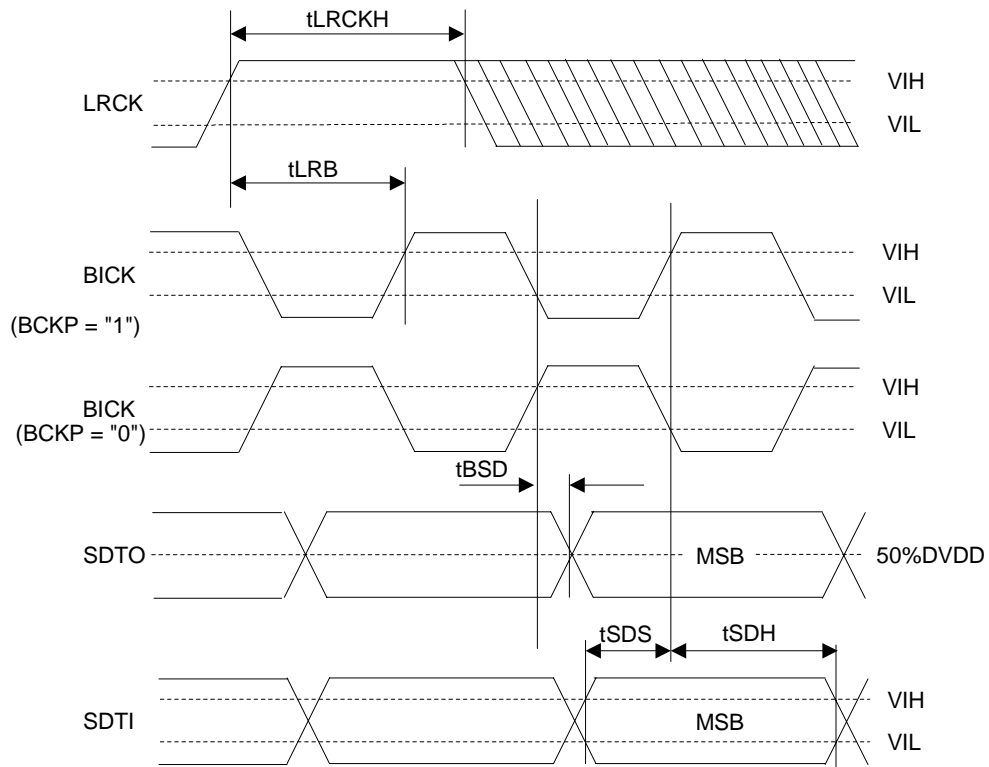 tLRCKH
LRCK
VIH
VIL
tLRB
BICK
(BCKP = "1")
VIH
VIL
BICK
(BCKP = "0")
VIH
VIL
tBSD
SDTO
MSB
50%DVDD
tSDS
tSDH
SDTI
MSB
VIH
VIL